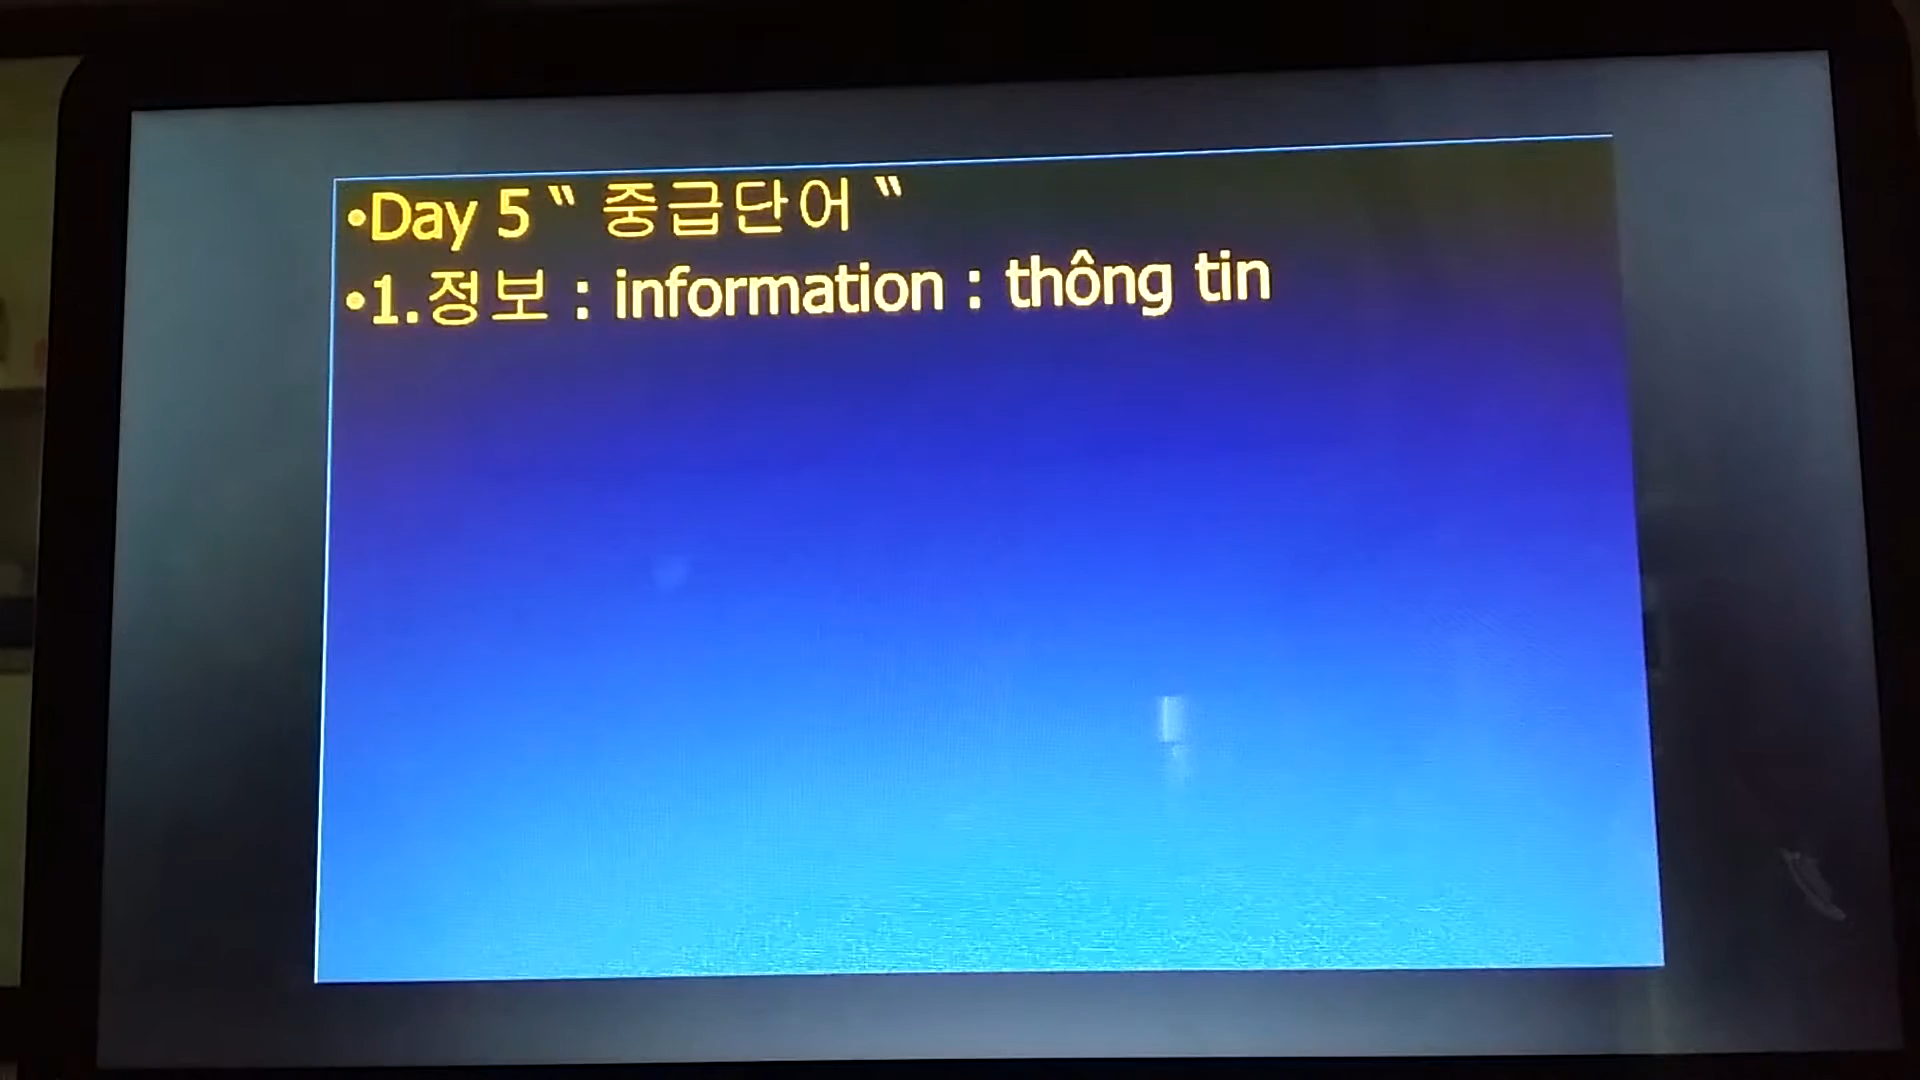 •Day 5 “ 중급단어 “
•1.정보 : information : thông tin